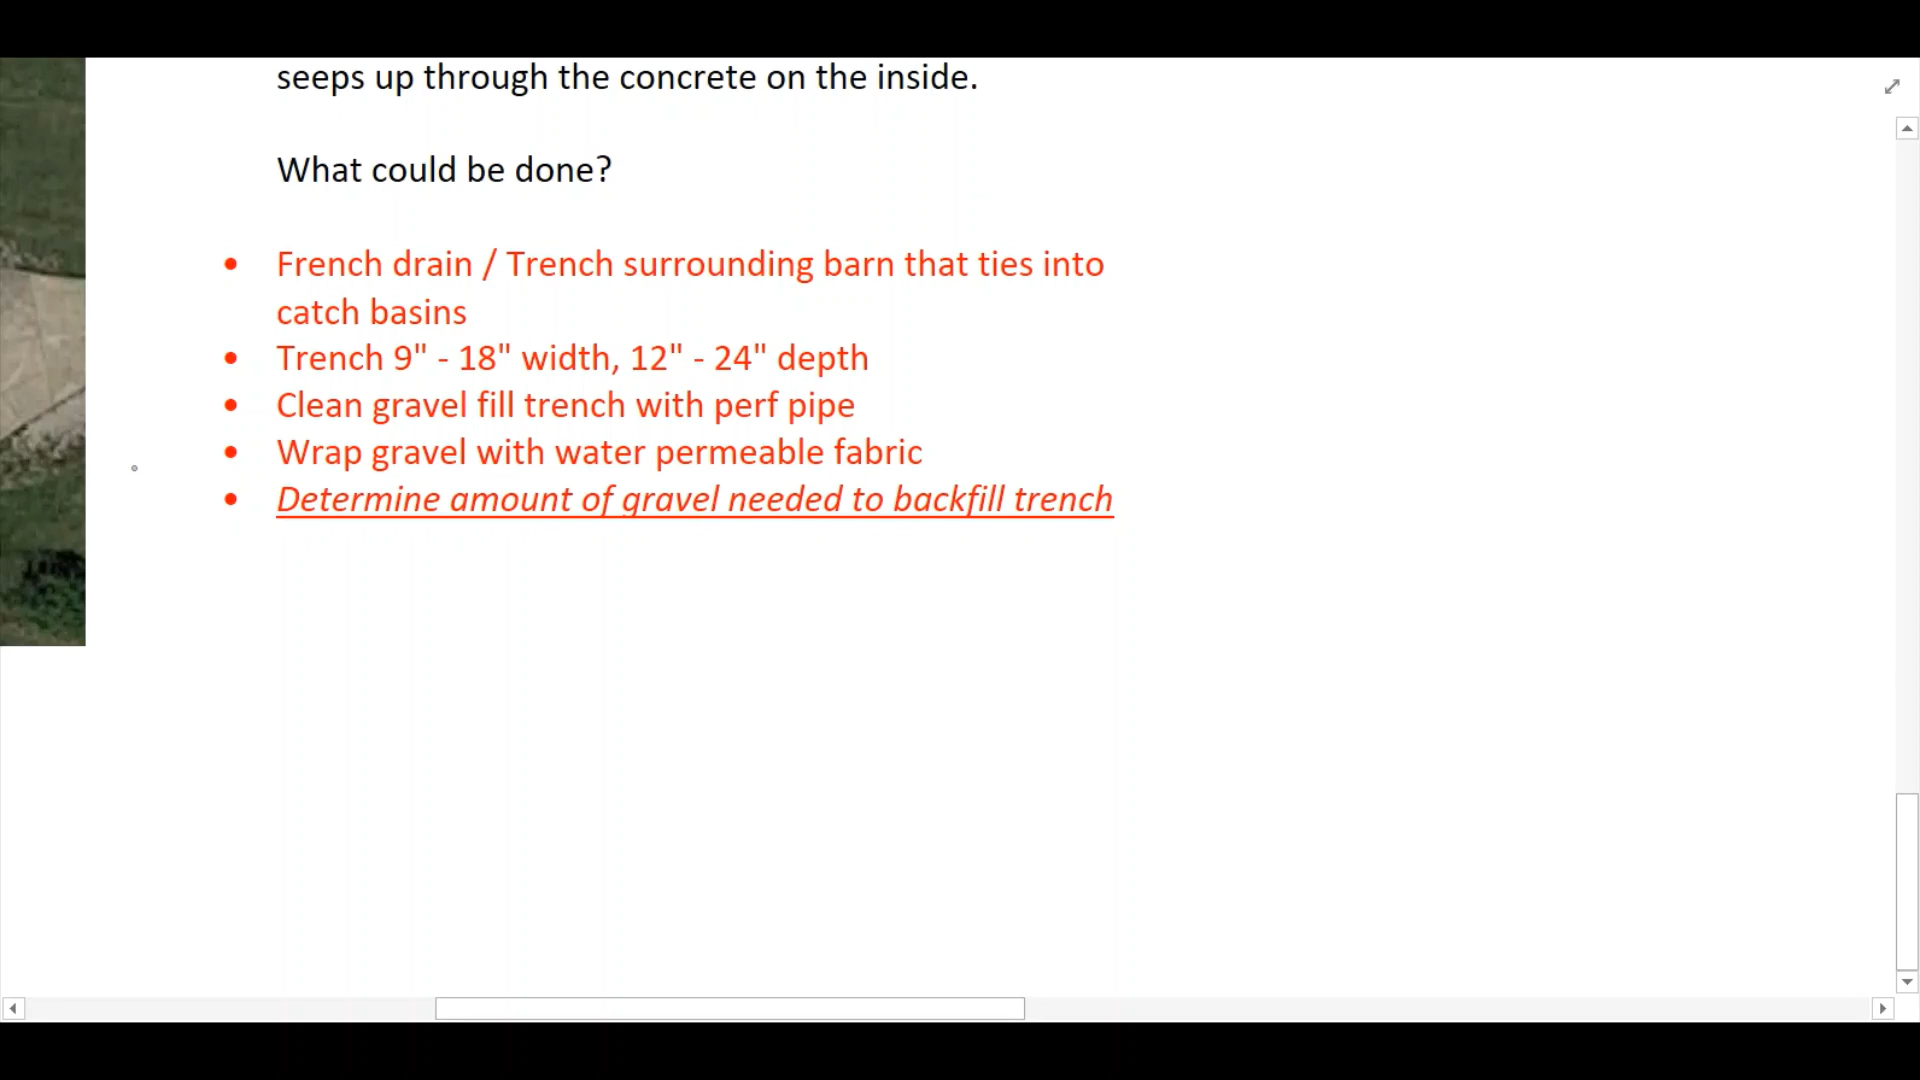 seeps up through the concrete on the inside.
What could be done?
• French drain / Trench surrounding barn that ties into
catch basins
• Trench 9" - 18" width, 12" - 24" depth
• Clean gravel fill trench with perf pipe
• Wrap gravel with water permeable fabric
• Determine amount of gravel needed to backfill trench